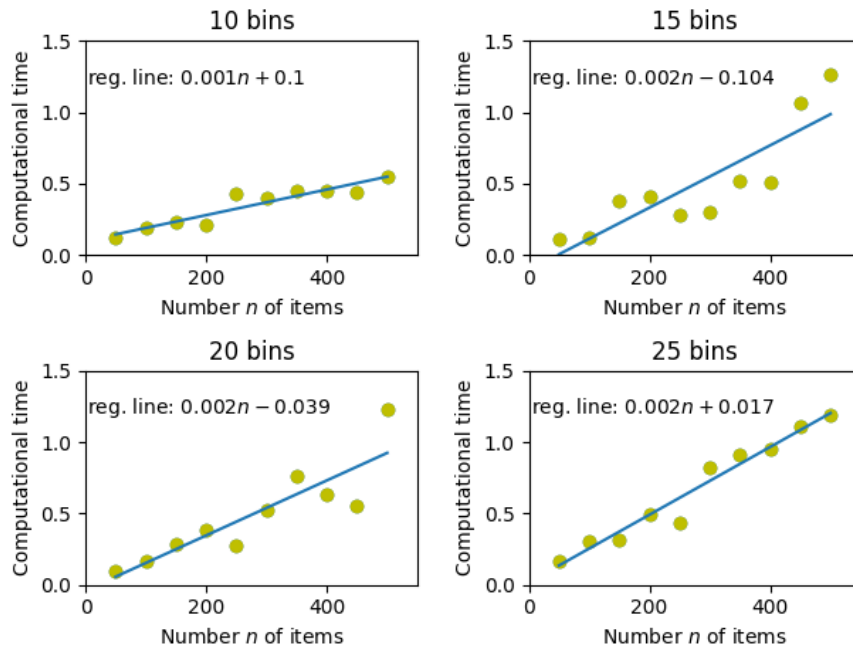 10 bins
1.5
1.0
0.5
0.0
Computational time
reg. line: 0.001n + 0.1
0 200 400
Number n of items
15 bins
1.5
1.0
0.5
0.0
Computational time
reg. line: 0.002n − 0.104
0 200 400
Number n of items
20 bins
1.5
1.0
0.5
0.0
Computational time
reg. line: 0.002n − 0.039
0 200 400
Number n of items
25 bins
1.5
1.0
0.5
0.0
Computational time
reg. line: 0.002n + 0.017
0 200 400
Number n of items